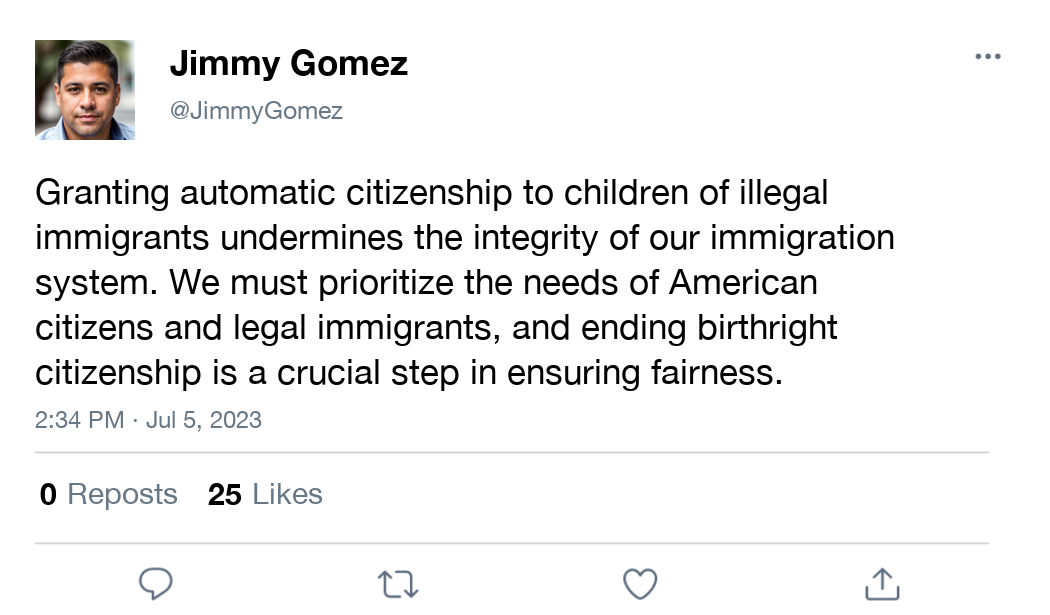 Jimmy Gomez
@JimmyGomez
Granting automatic citizenship to children of illegal
immigrants undermines the integrity of our immigration
system. We must prioritize the needs of American
citizens and legal immigrants, and ending birthright
citizenship is a crucial step in ensuring fairness.
2:34 PM · Jul 5, 2023
0 Reposts 25 Likes